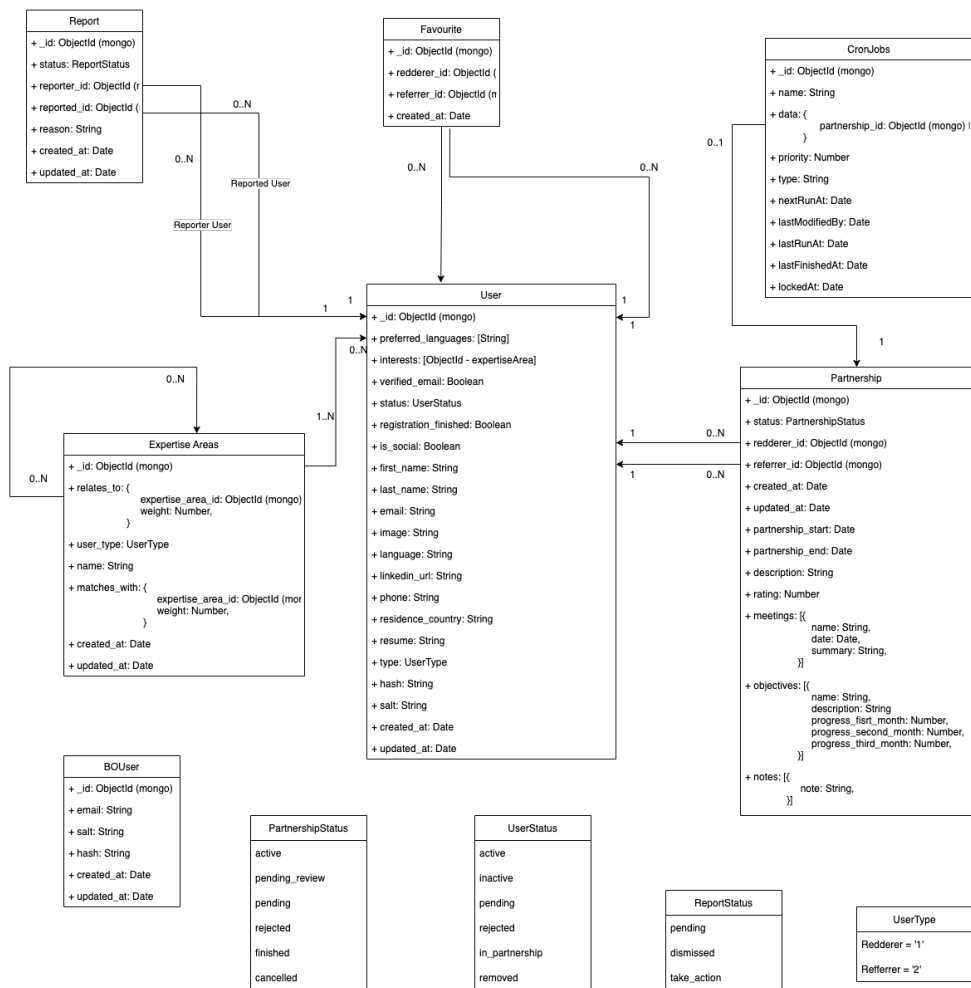 Report
+ _id: ObjectId (mongo)
+ status: ReportStatus
+ reporter_id: ObjectId (r
+ reported_id: ObjectId (
+ reason: String
+ created_at: Date
+ updated_at: Date
0..N
0..N
Reported User
Reporter User
1
1
Favourite
+ _id: ObjectId (mongo)
+ redderer_id: ObjectId (
+ referrer_id: ObjectId (m
+ created_at: Date
0..N
0..N
1
1
CronJobs
+ _id: ObjectId (mongo)
+ name: String
+ data: {
partnership_id: ObjectId (mongo) |
}
+ priority: Number
+ type: String
+ nextRunAt: Date
+ lastModifiedBy: Date
+ lastRunAt: Date
+ lastFinishedAt: Date
+ lockedAt: Date
0..1
1
User
+ _id: ObjectId (mongo)
+ preferred_languages: [String]
+ interests: [ObjectId - expertiseArea]
+ verified_email: Boolean
+ status: UserStatus
+ registration_finished: Boolean
+ is_social: Boolean
+ first_name: String
+ last_name: String
+ email: String
+ image: String
+ language: String
+ linkedin_url: String
+ phone: String
+ residence_country: String
+ resume: String
+ type: UserType
+ hash: String
+ salt: String
+ created_at: Date
+ updated_at: Date
0..N
1..N
0..N
0..N
Expertise Areas
+ _id: ObjectId (mongo)
+ relates_to: {
expertise_area_id: ObjectId (mongo)
weight: Number,
}
+ user_type: UserType
+ name: String
+ matches_with: {
expertise_area_id: ObjectId (mor
weight: Number,
}
+ created_at: Date
+ updated_at: Date
1
0..N
1
0..N
Partnership
+ _id: ObjectId (mongo)
+ status: PartnershipStatus
+ redderer_id: ObjectId (mongo)
+ referrer_id: ObjectId (mongo)
+ created_at: Date
+ updated_at: Date
+ partnership_start: Date
+ partnership_end: Date
+ description: String
+ rating: Number
+ meetings: [{
name: String,
date: Date,
summary: String,
}]
+ objectives: [{
name: String,
description: String
progress_fisrt_month: Number,
progress_second_month: Number,
progress_third_month: Number,
}]
+ notes: [{
note: String,
}]
BOUser
+ _id: ObjectId (mongo)
+ email: String
+ salt: String
+ hash: String
+ created_at: Date
+ updated_at: Date
PartnershipStatus
active
pending_review
pending
rejected
finished
cancelled
UserStatus
active
inactive
pending
rejected
in_partnership
removed
ReportStatus
pending
dismissed
take_action
UserType
Redderer = '1'
Refferrer = '2'